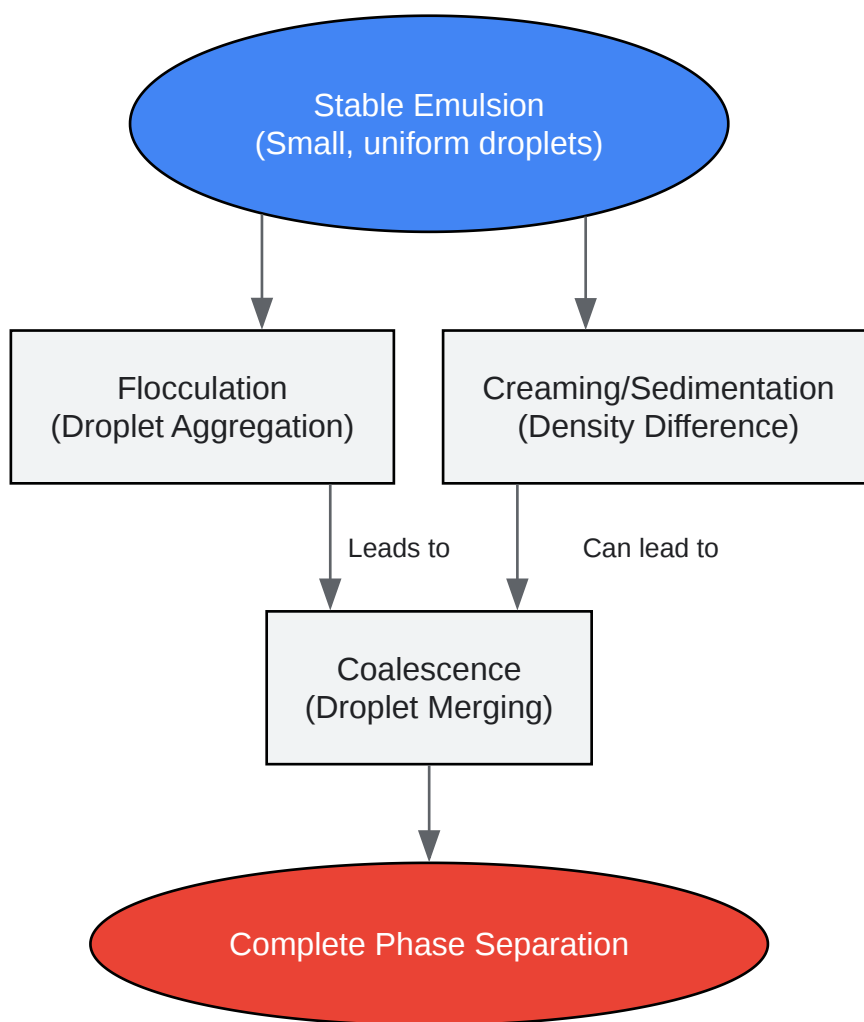 Stable Emulsion
(Small, uniform droplets)
Flocculation
(Droplet Aggregation)
Creaming/Sedimentation
(Density Difference)
Leads to
Can lead to
Coalescence
(Droplet Merging)
Complete Phase Separation